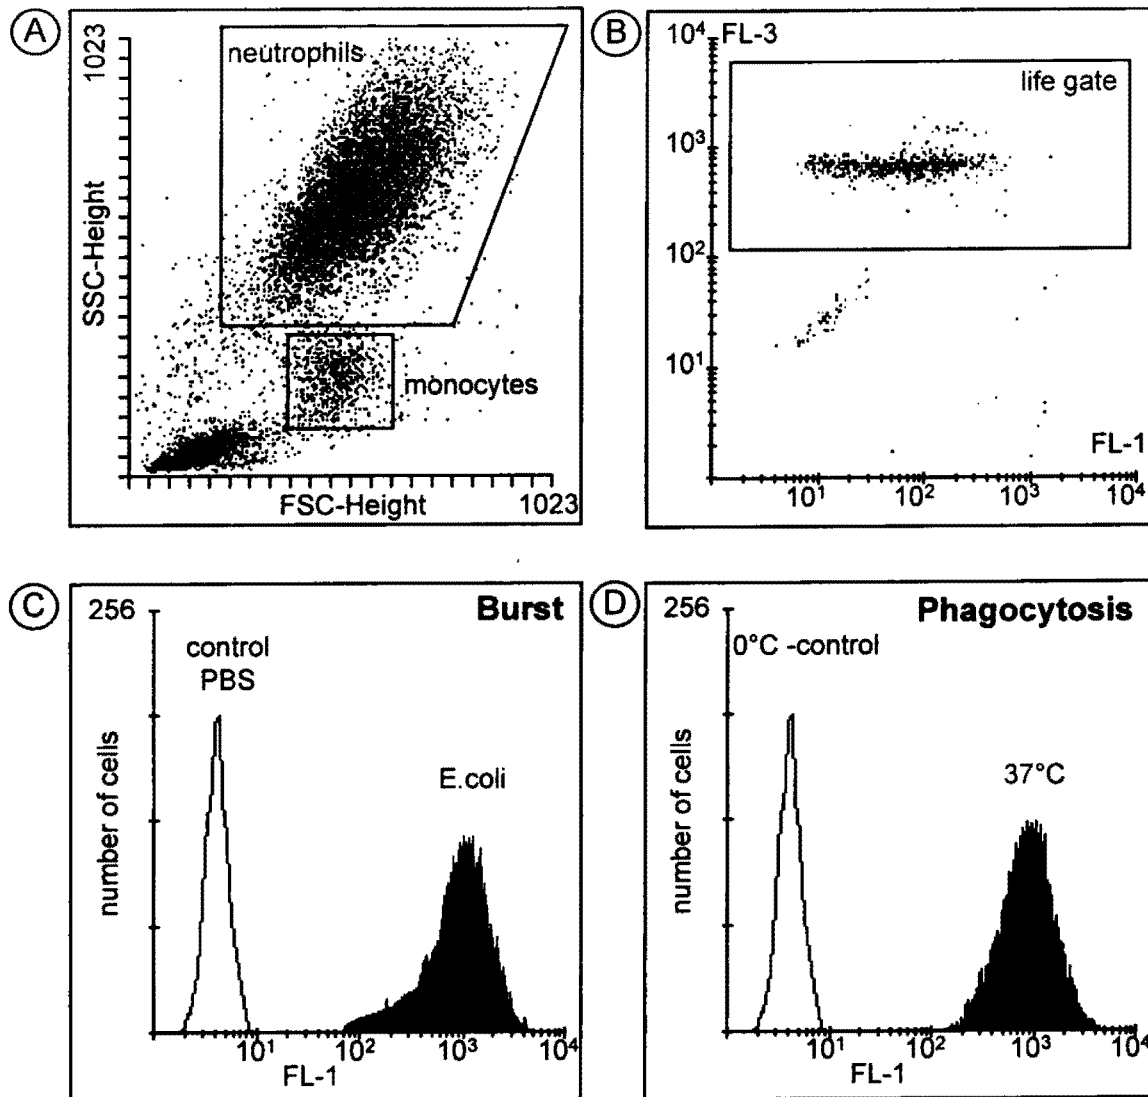 A
1023
neutrophils
SSC-Height
monocytes
FSC-Height
1023
B
10⁴
FL-3
life gate
10³
10²
10¹
FL-1
10¹
10²
10³
10⁴
C
256
Burst
control
PBS
E.coli
number of cells
10¹
10²
10³
10⁴
FL-1
D
256
Phagocytosis
0°C -control
37°C
number of cells
10¹
10²
10³
10⁴
FL-1